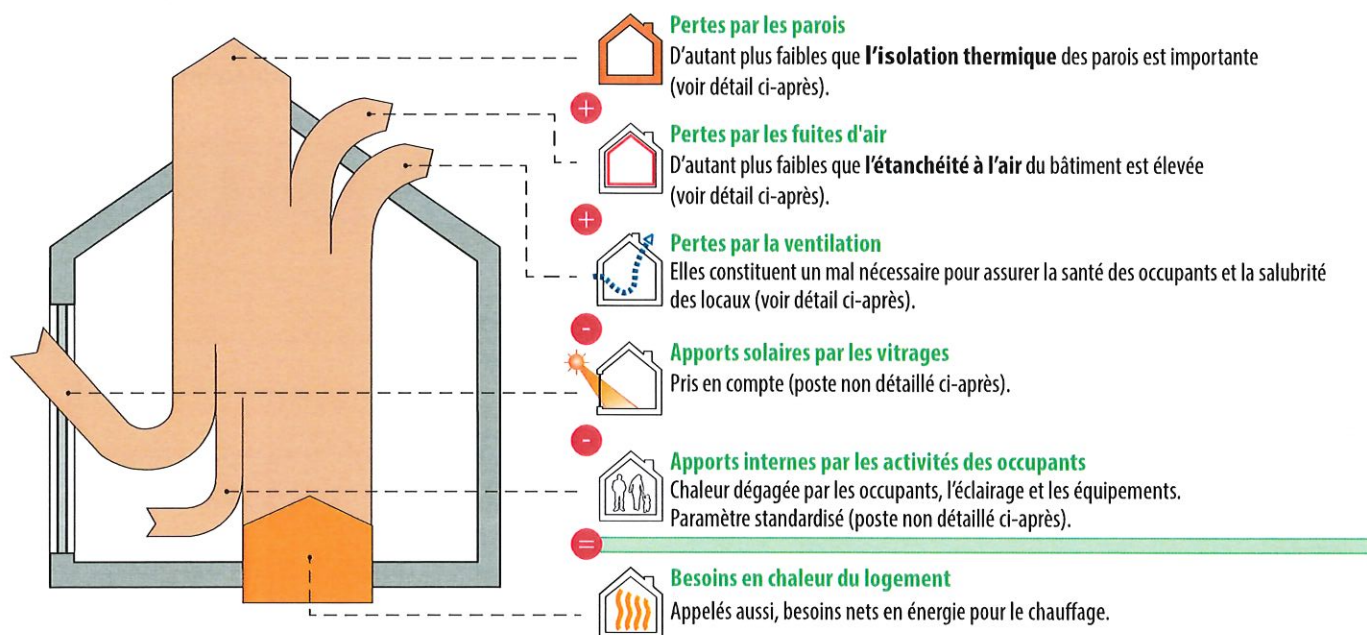 Pertes par les parois
D'autant plus faibles que l'isolation thermique des parois est importante
(voir détail ci-après).
+
Pertes par les fuites d'air
D'autant plus faibles que l'étanchéité à l'air du bâtiment est élevée
(voir détail ci-après).
+
Pertes par la ventilation
Elles constituent un mal nécessaire pour assurer la santé des occupants et la salubrité
des locaux (voir détail ci-après).
-
Apports solaires par les vitrages
Pris en compte (poste non détaillé ci-après).
-
Apports internes par les activités des occupants
Chaleur dégagée par les occupants, l'éclairage et les équipements.
Paramètre standardisé (poste non détaillé ci-après).
=
Besoins en chaleur du logement
Appelés aussi, besoins nets en énergie pour le chauffage.